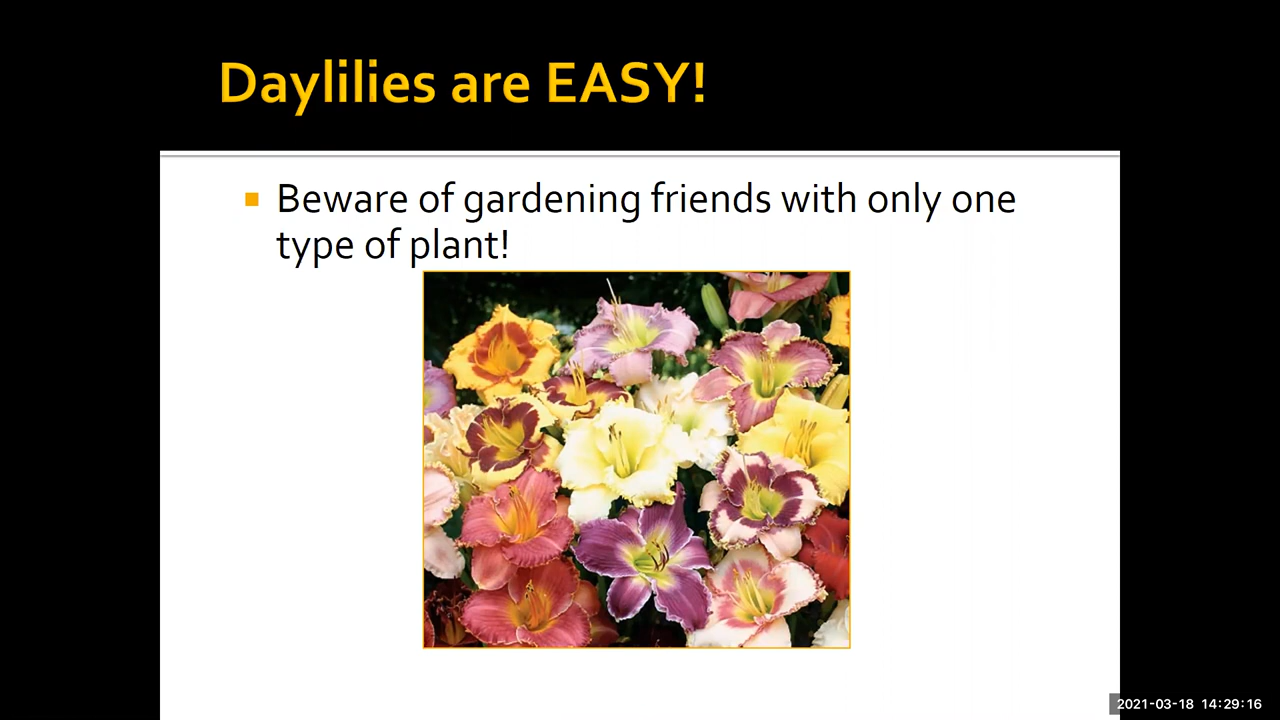 Daylilies are EASY!
Beware of gardening friends with only one
type of plant!
2021-03-18 14:29:16